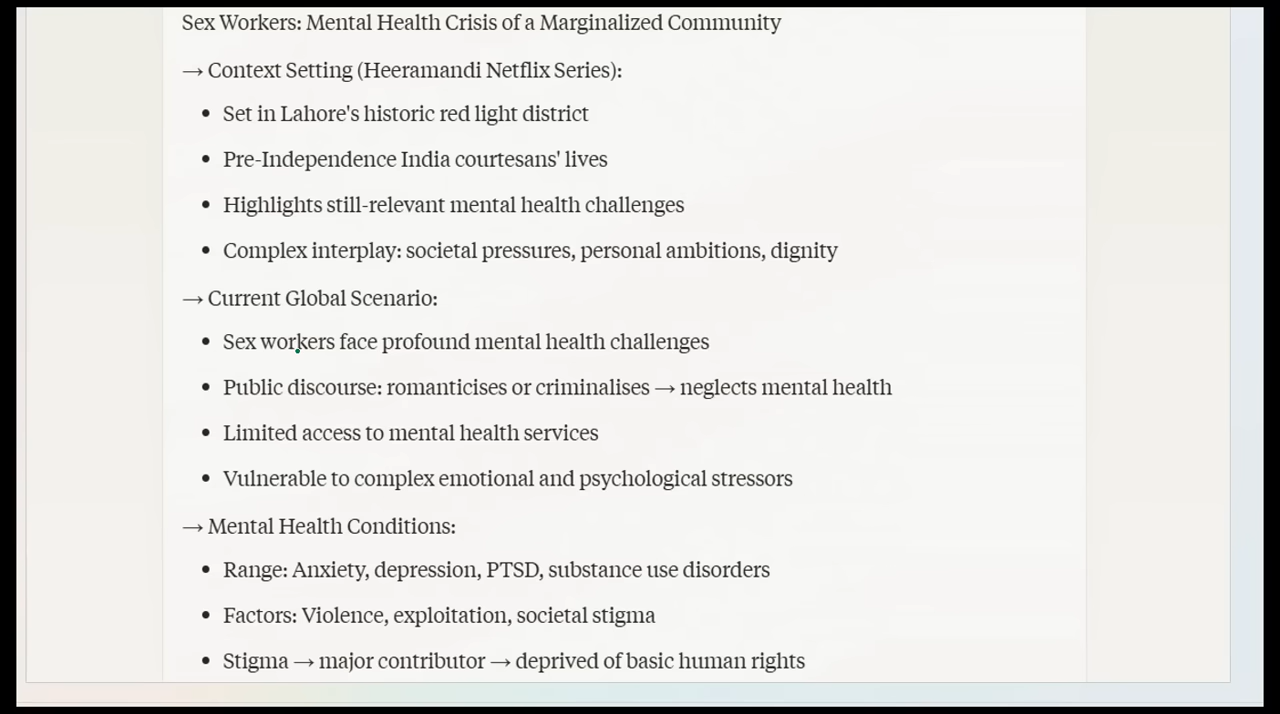 Sex Workers: Mental Health Crisis of a Marginalized Community
→ Context Setting (Heeramandi Netflix Series):
• Set in Lahore's historic red light district
• Pre-Independence India courtesans' lives
• Highlights still-relevant mental health challenges
• Complex interplay: societal pressures, personal ambitions, dignity
→ Current Global Scenario:
• Sex workers face profound mental health challenges
• Public discourse: romanticises or criminalises → neglects mental health
• Limited access to mental health services
• Vulnerable to complex emotional and psychological stressors
→ Mental Health Conditions:
• Range: Anxiety, depression, PTSD, substance use disorders
• Factors: Violence, exploitation, societal stigma
• Stigma → major contributor → deprived of basic human rights